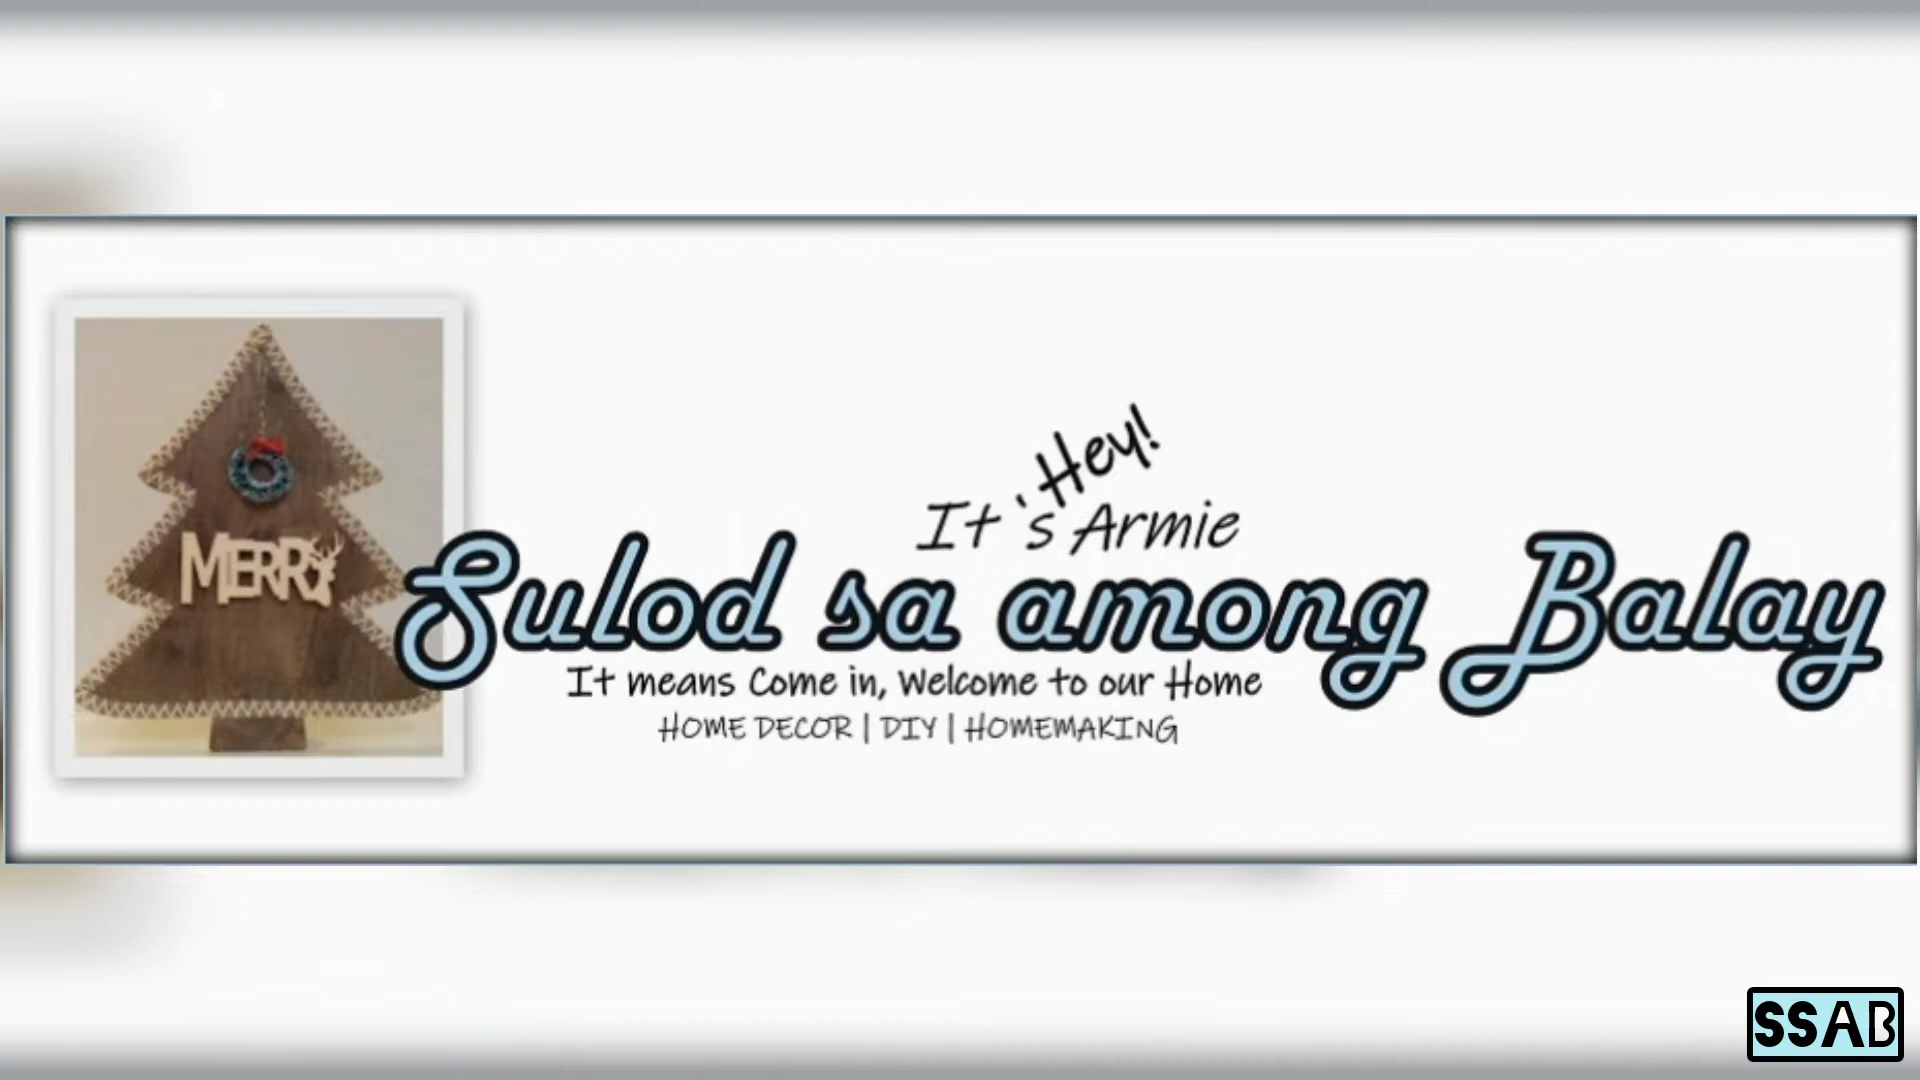 MERRY
Hey!
It's Armie
Sulod sa among Balay
It means Come in, Welcome to our Home
HOME DECOR | DIY | HOMEMAKING
SSAB